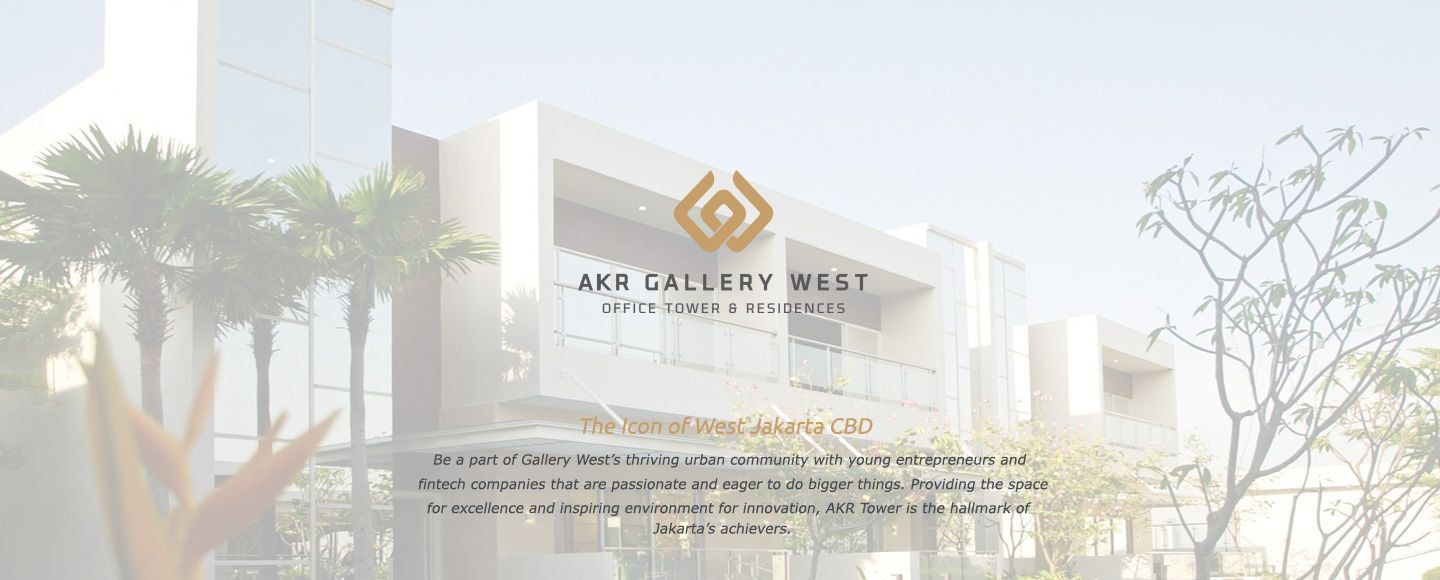 AKR GALLERY WEST
OFFICE TOWER & RESIDENCES
The Icon of West Jakarta CBD
Be a part of Gallery West’s thriving urban community with young entrepreneurs and
fintech companies that are passionate and eager to do bigger things. Providing the space
for excellence and inspiring environment for innovation, AKR Tower is the hallmark of
Jakarta’s achievers.